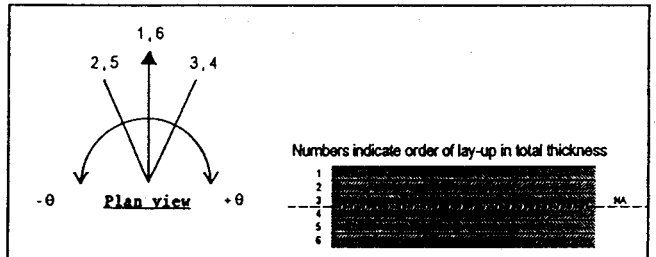 1,6
2,5 3,4
-θ Plan view +θ
Numbers indicate order of lay-up in total thickness
1
2
3 NA
4
5
6